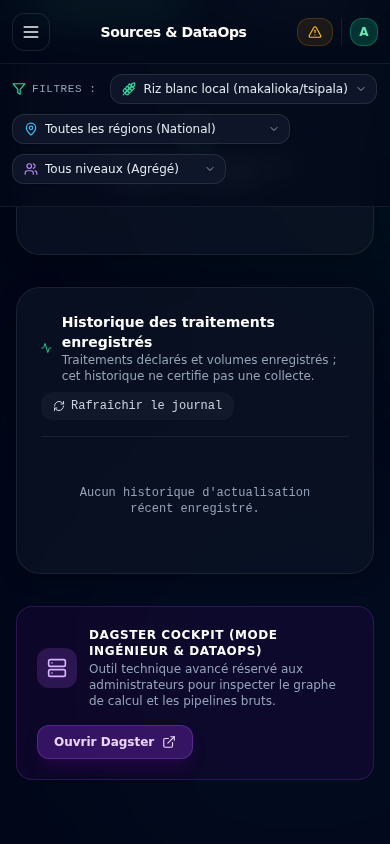 Sources & DataOps
A
FILTRES :
Riz blanc local (makalioka/tsipala)
Toutes les régions (National)
Tous niveaux (Agrégé)
Historique des traitements
enregistrés
Traitements déclarés et volumes enregistrés ;
cet historique ne certifie pas une collecte.
Rafraîchir le journal
Aucun historique d'actualisation
récent enregistré.
DAGSTER COCKPIT (MODE
INGÉNIEUR & DATAOPS)
Outil technique avancé réservé aux
administrateurs pour inspecter le graphe
de calcul et les pipelines bruts.
Ouvrir Dagster